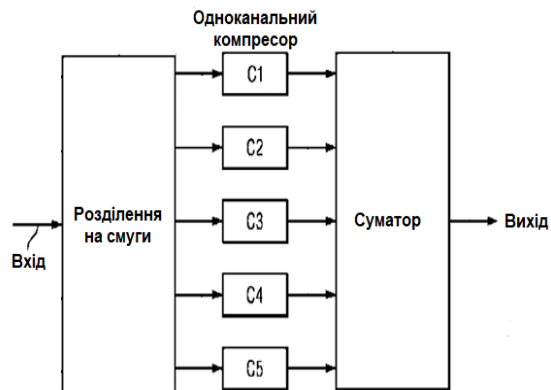 Одноканальний
компресор
C1
C2
Розділення
на смуги
C3
Суматор
Вихід
Вхід
C4
C5